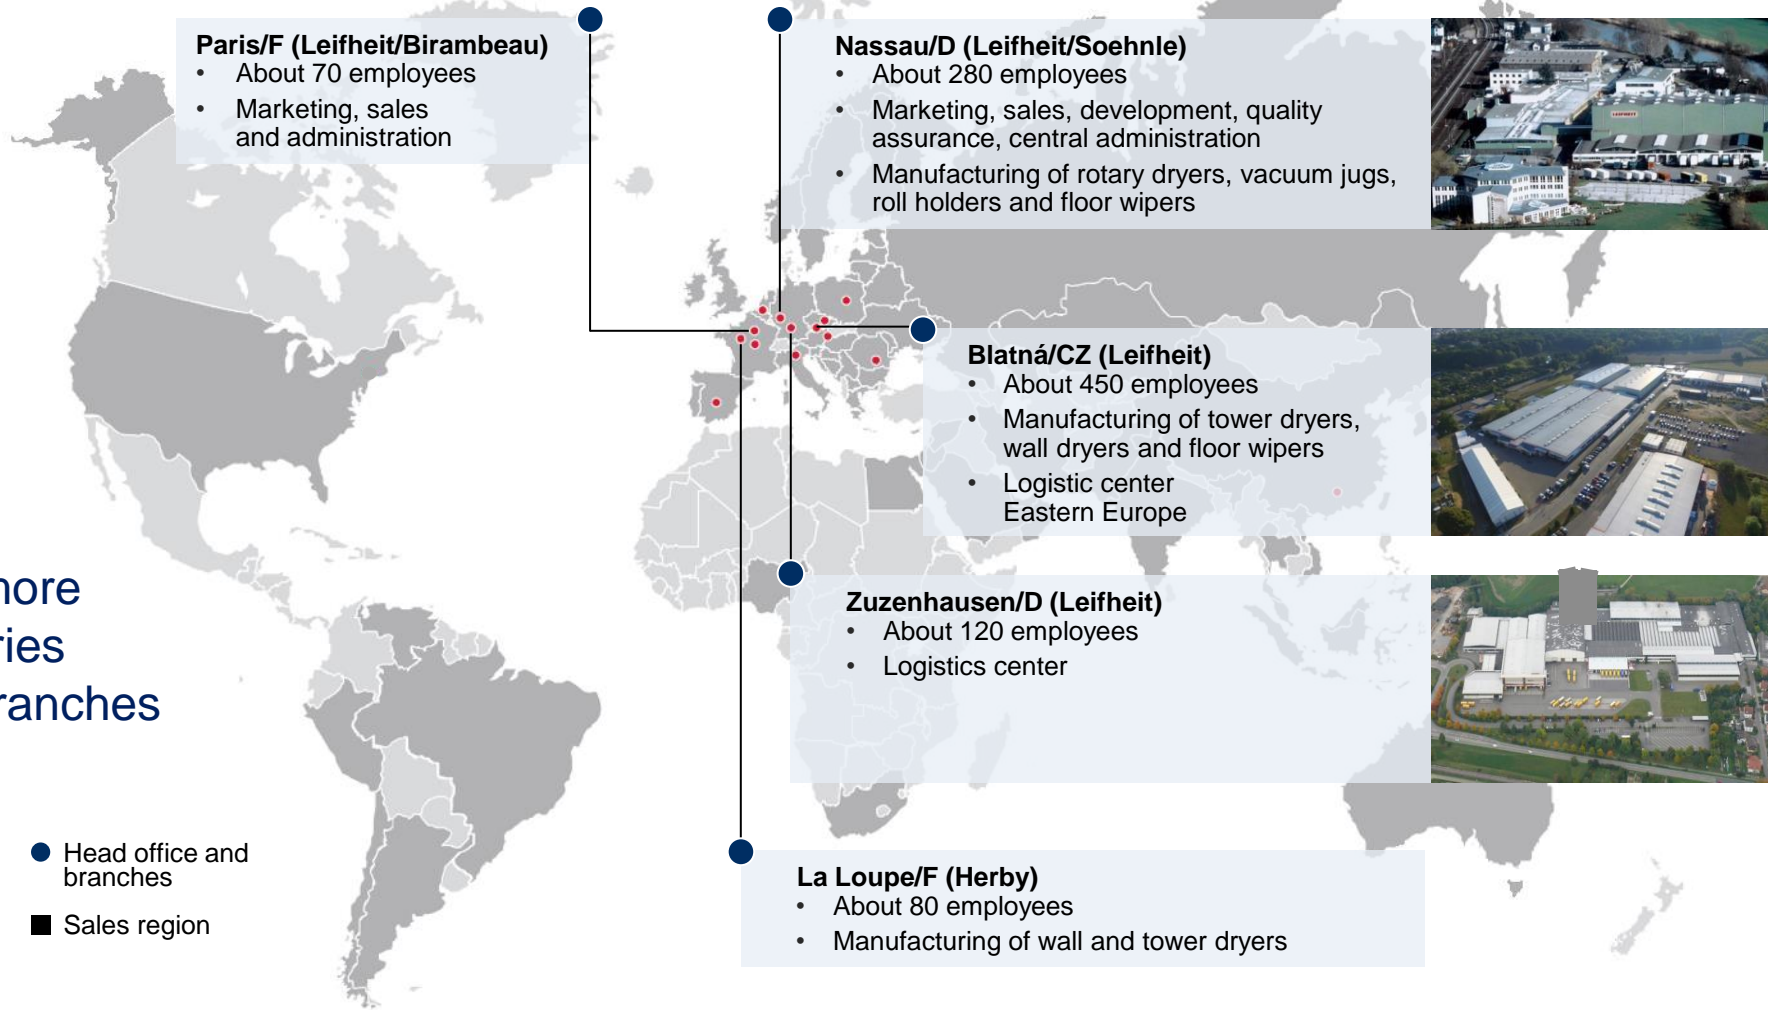 Paris/F (Leifheit/Birambeau)
• About 70 employees
• Marketing, sales
and administration
Nassau/D (Leifheit/Soehnle)
• About 280 employees
• Marketing, sales, development, quality
assurance, central administration
• Manufacturing of rotary dryers, vacuum jugs,
roll holders and floor wipers
LEIFHEIT
Blatná/CZ (Leifheit)
• About 450 employees
• Manufacturing of tower dryers,
wall dryers and floor wipers
• Logistic center
Eastern Europe
Zuzenhausen/D (Leifheit)
• About 120 employees
• Logistics center
La Loupe/F (Herby)
• About 80 employees
• Manufacturing of wall and tower dryers
Head office and
branches
Sales region